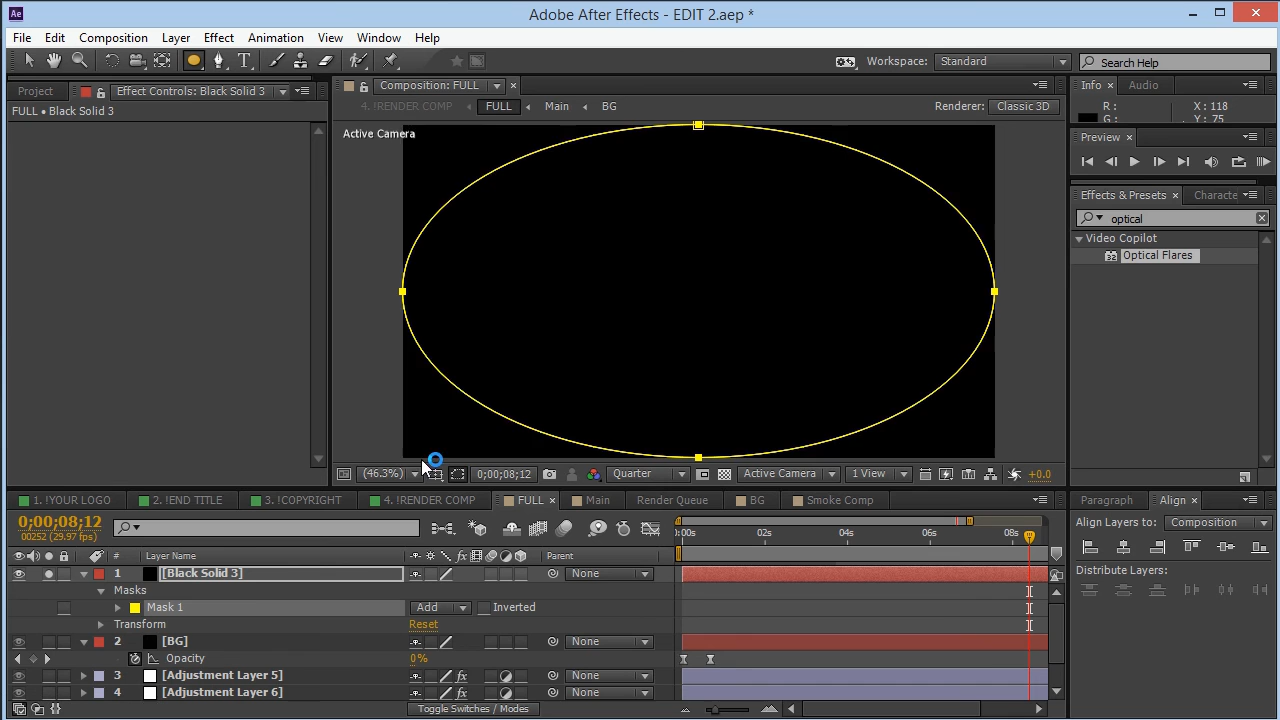 Ae
Adobe After Effects - EDIT 2.aep *
File Edit Composition Layer Effect Animation View Window Help
Workspace: Standard Search Help
Project Effect Controls: Black Solid 3 Composition: FULL Info Audio
FULL • Black Solid 3
4. !RENDER COMP FULL Main BG Renderer: Classic 3D
R: X : 118
G: Y : 75
Active Camera
Preview
Effects & Presets Characte
optical
Video Copilot
32 Optical Flares
(46.3%) 0;00;08;12 Quarter Active Camera 1 View +0.0
1. !YOUR LOGO 2. !END TITLE 3. !COPYRIGHT 4. !RENDER COMP FULL Main Render Queue BG Smoke Comp Paragraph Align
0;00;08;12
00252 (29.97 fps)
Align Layers to: Composition
:00s 02s 04s 06s 08s
# Layer Name Parent
1 [Black Solid 3] None
Distribute Layers:
Masks
Mask 1 Add Inverted
Transform Reset
2 [BG] None
Opacity 0%
3 [Adjustment Layer 5] fx None
4 [Adjustment Layer 6] fx None
Toggle Switches / Modes